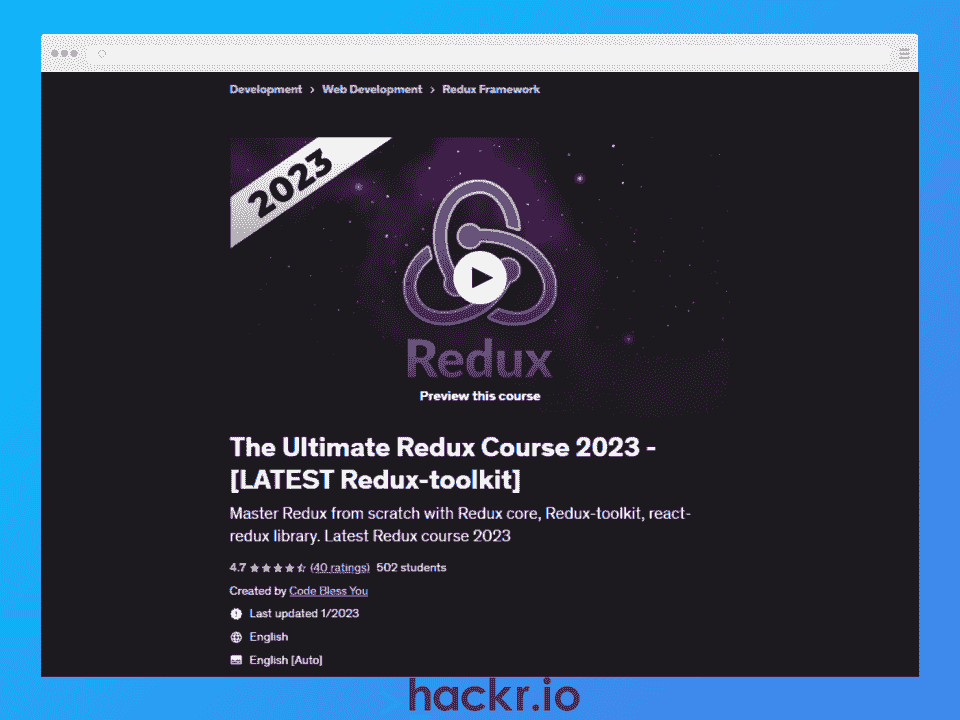 Development > Web Development > Redux Framework
2023
Redux
Preview this course
The Ultimate Redux Course 2023 -
[LATEST Redux-toolkit]
Master Redux from scratch with Redux core, Redux-toolkit, react-
redux library. Latest Redux course 2023
4.7 (40 ratings) 502 students
Created by Code Bless You
Last updated 1/2023
English
English [Auto]
hackr.io